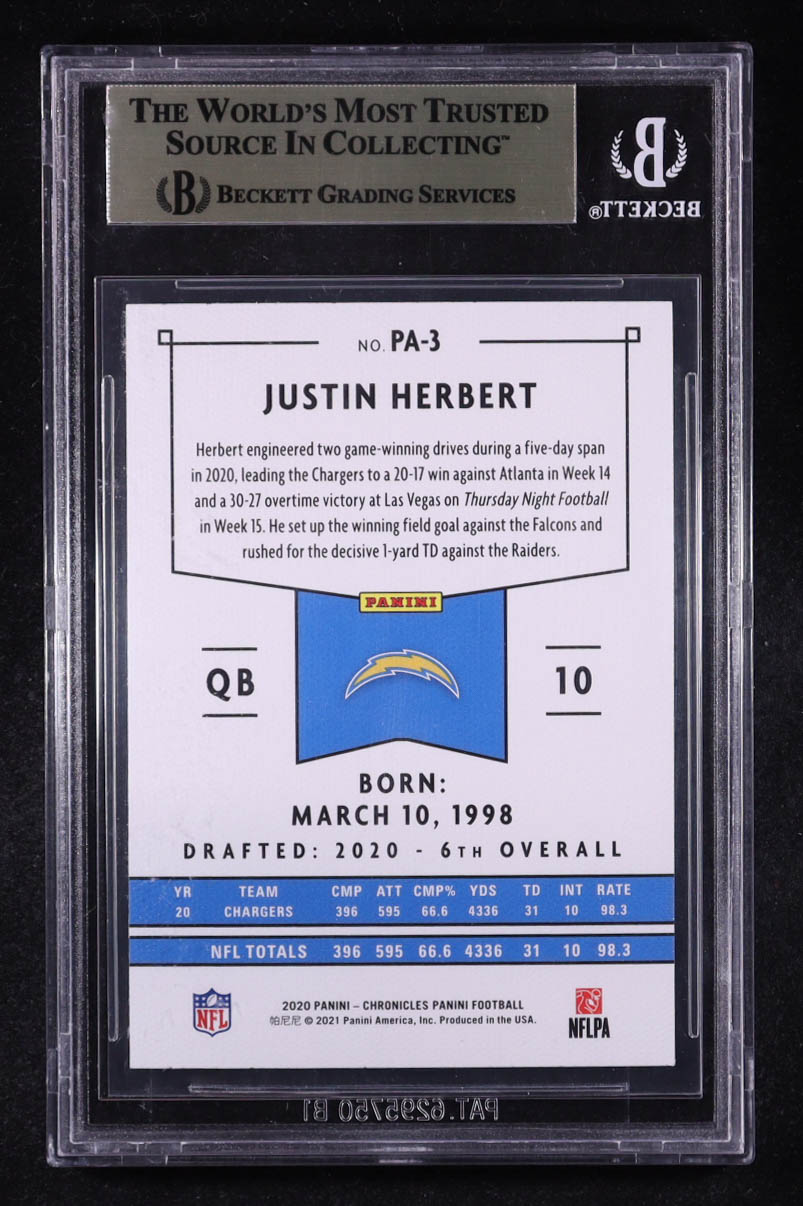 THE WORLD'S MOST TRUSTED
SOURCE IN COLLECTING™
B BECKETT GRADING SERVICES
B
BECKETT®
NO. PA-3
JUSTIN HERBERT
Herbert engineered two game-winning drives during a five-day span
in 2020, leading the Chargers to a 20-17 win against Atlanta in Week 14
and a 30-27 overtime victory at Las Vegas on Thursday Night Football
in Week 15. He set up the winning field goal against the Falcons and
rushed for the decisive 1-yard TD against the Raiders.
PANINI
QB
10
BORN:
MARCH 10, 1998
DRAFTED: 2020 - 6TH OVERALL
YR TEAM CMP ATT CMP% YDS TD INT RATE
20 CHARGERS 396 595 66.6 4336 31 10 98.3
NFL TOTALS 396 595 66.6 4336 31 10 98.3
NFL
2020 PANINI – CHRONICLES PANINI FOOTBALL
帕尼尼 © 2021 Panini America, Inc. Produced in the USA.
NFLPA
PAT.6295750 B1